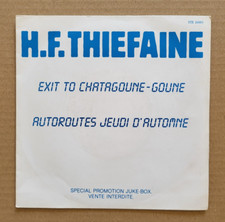 H.F. THIEFAINE
EXIT TO CHATAGOUNE-GOUNE
AUTOROUTES JEUDI D'AUTOMNE
SPECIAL PROMOTION JUKE-BOX
VENTE INTERDITE